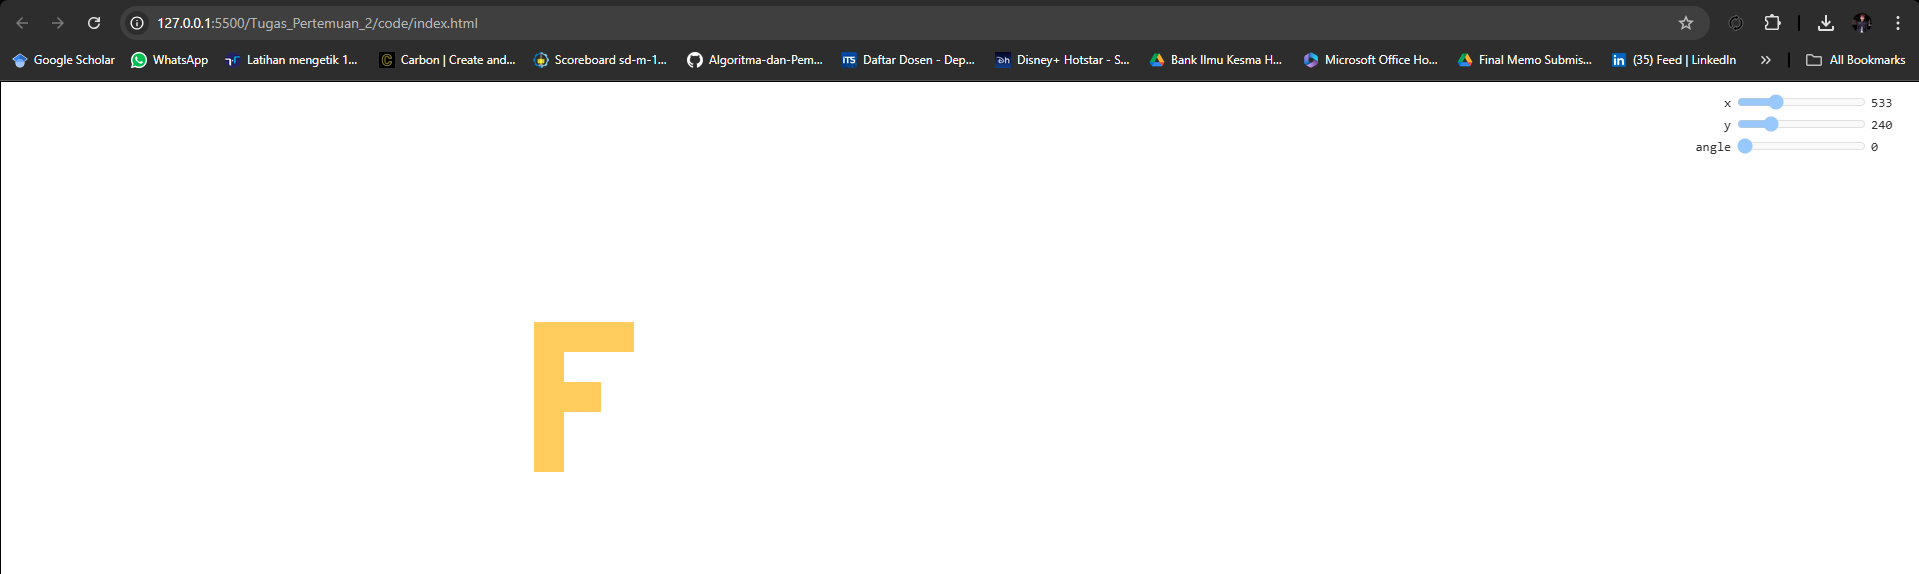 127.0.0.1:5500/Tugas_Pertemuan_2/code/index.html
Google Scholar WhatsApp Latihan mengetik 1... Carbon | Create and... Scoreboard sd-m-1... Algoritma-dan-Pem... ITS Daftar Dosen - Dep... Disney+ Hotstar - S... Bank Ilmu Kesma H... Microsoft Office Ho... Final Memo Submis... in (35) Feed | LinkedIn » All Bookmarks
x 533
y 240
angle 0
F